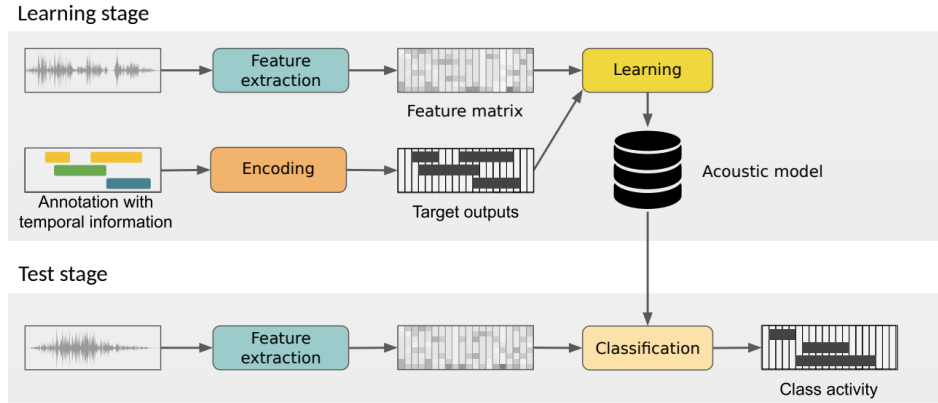 Learning stage
Feature
extraction
Feature matrix
Learning
Annotation with
temporal information
Encoding
Target outputs
Acoustic model
Test stage
Feature
extraction
Classification
Class activity